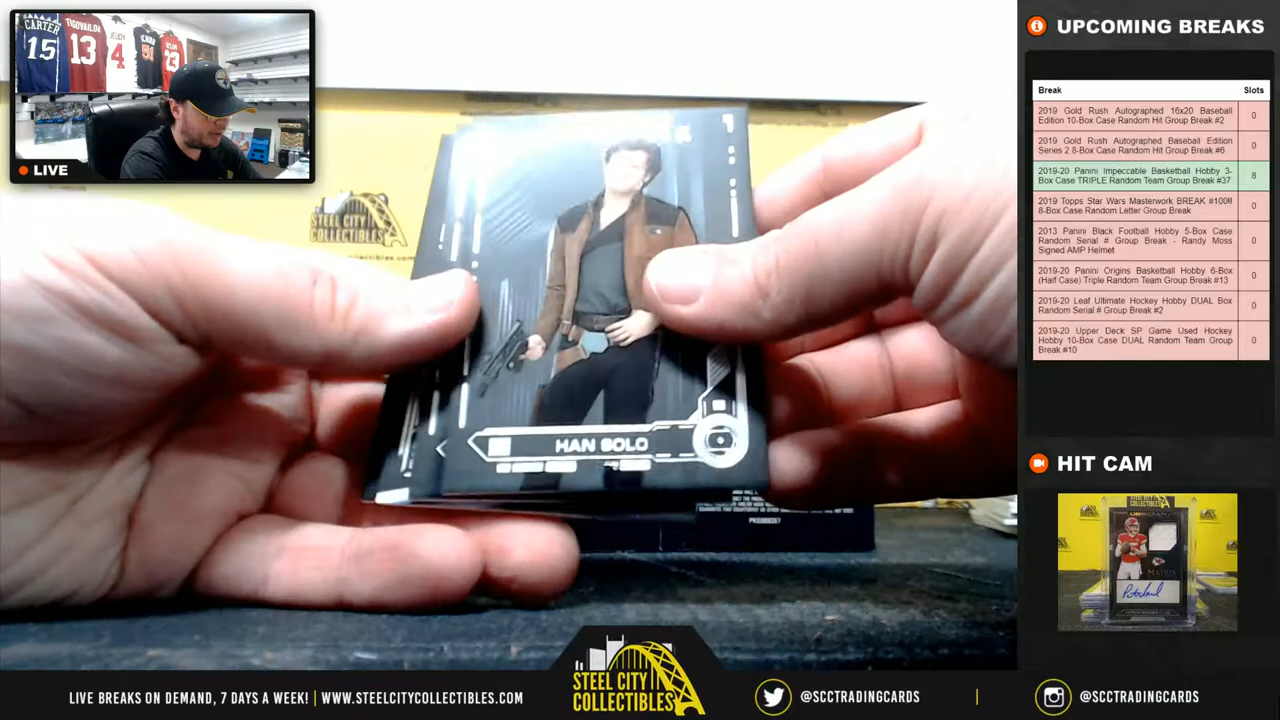 CARTER
15
TAGOVAILOA
13
JEUDY
4
23
LIVE
STEEL CITY
COLLECTIBLES
HAN SOLO
UPCOMING BREAKS
Break Slots
2019 Gold Rush Autographed 16x20 Baseball
Edition 10-Box Case Random Hit Group Break #2 0
2019 Gold Rush Autographed Baseball Edition
Series 2 8-Box Case Random Hit Group Break #6 0
2019-20 Panini Impeccable Basketball Hobby 3-
Box Case TRIPLE Random Team Group Break #37 8
2019 Topps Star Wars Masterwork BREAK #100!!
8-Box Case Random Letter Group Break 0
2013 Panini Black Football Hobby 5-Box Case
Random Serial # Group Break - Randy Moss
Signed AMP Helmet 0
2019-20 Panini Origins Basketball Hobby 6-Box
(Half Case) Triple Random Team Group Break #13 0
2019-20 Leaf Ultimate Hockey Hobby DUAL Box
Random Serial # Group Break #2 0
2019-20 Upper Deck SP Game Used Hockey
Hobby 10-Box Case DUAL Random Team Group
Break #10 0
HIT CAM
MATRIX
LIVE BREAKS ON DEMAND, 7 DAYS A WEEK! | WWW.STEELCITYCOLLECTIBLES.COM
STEEL CITY
COLLECTIBLES
@SCCTRADINGCARDS | @SCCTRADINGCARDS